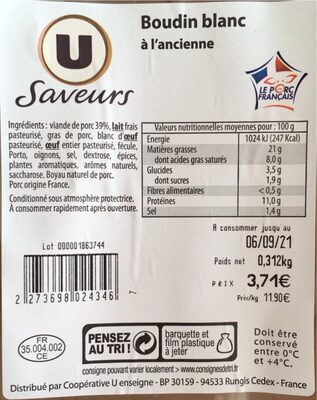 U
Saveurs
Boudin blanc
à l'ancienne
LE PORC
FRANÇAIS
Ingrédients : viande de porc 39%, lait frais
pasteurisé, gras de porc, blanc d'œuf
pasteurisé, œuf entier pasteurisé, fécule,
Porto, oignons, sel, dextrose, épices,
plantes aromatiques, arômes naturels,
saccharose. Boyau naturel de porc.
Porc origine France.
Conditionné sous atmosphère protectrice.
À consommer rapidement après ouverture.
Valeurs nutritionnelles moyennes pour : 100 g
Energie 1024 kJ (247 Kcal)
Matières grasses 21 g
dont acides gras saturés 8,0 g
Glucides 3,5 g
dont sucres 1,9 g
Fibres alimentaires < 0,5 g
Protéines 11,0 g
Sel 1,4 g
Lot 000001863744
2 273698 024346
A consommer jusqu au
06/09/21
Poids net 0,312kg
PRIX 3,71€
Prix/kg 11.90€
FR
35.004.002
CE
PENSEZ
AU TRI !
barquette et
film plastique
à jeter
consigne pouvant varier localement > www.consignesdetri.fr
Doit être
conservé
entre 0°C
et +4°C.
Distribué par Coopérative U enseigne - BP 30159 - 94533 Rungis Cedex - France